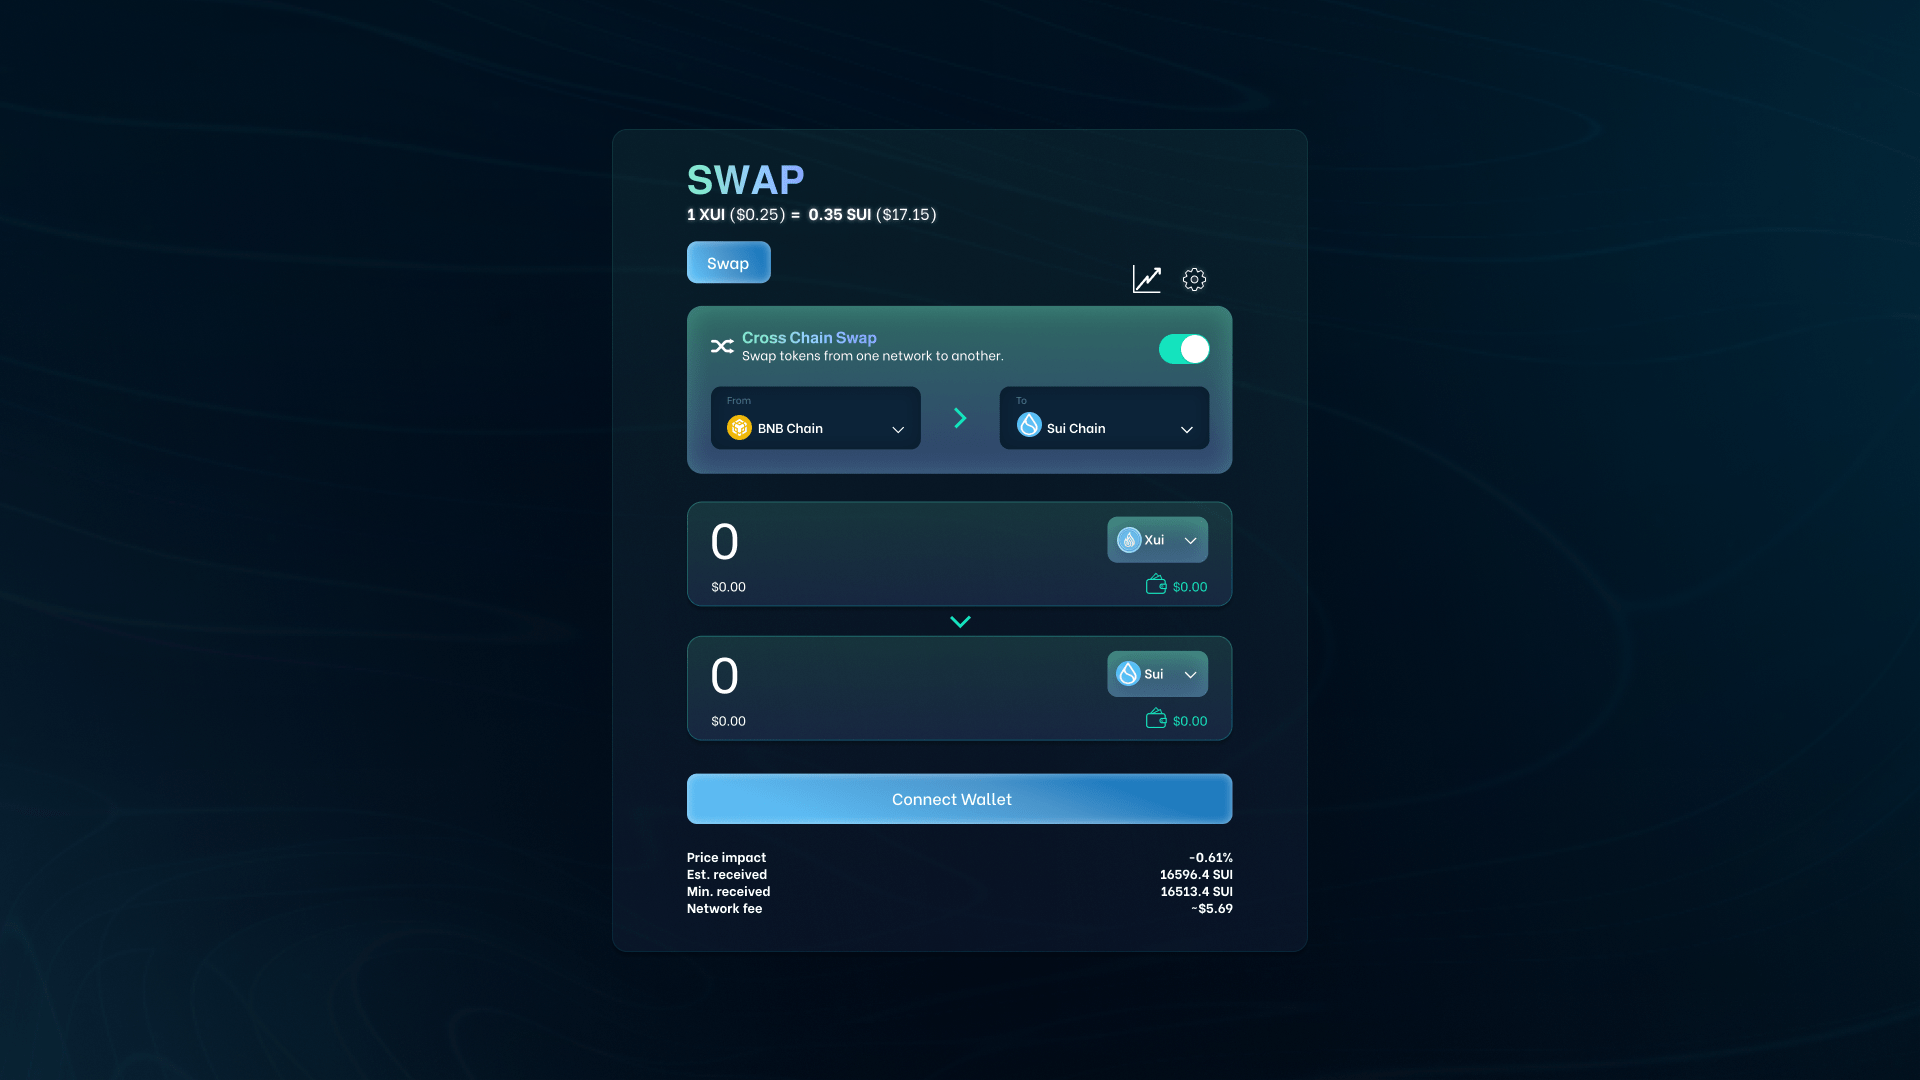 SWAP
1 XUI ($0.25) = 0.35 SUI ($17.15)
Swap
Cross Chain Swap
Swap tokens from one network to another.
From
BNB Chain
To
Sui Chain
0
Xui
$0.00
$0.00
0
Sui
$0.00
$0.00
Connect Wallet
Price impact -0.61%
Est. received 16596.4 SUI
Min. received 16513.4 SUI
Network fee ~$5.69